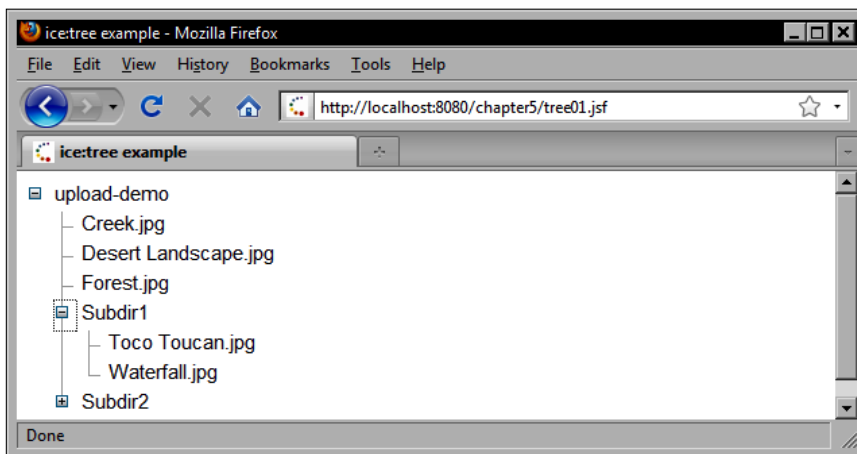 ice:tree example - Mozilla Firefox
File Edit View History Bookmarks Tools Help
http://localhost:8080/chapter5/tree01.jsf
ice:tree example
upload-demo
Creek.jpg
Desert Landscape.jpg
Forest.jpg
Subdir1
Toco Toucan.jpg
Waterfall.jpg
Subdir2
Done